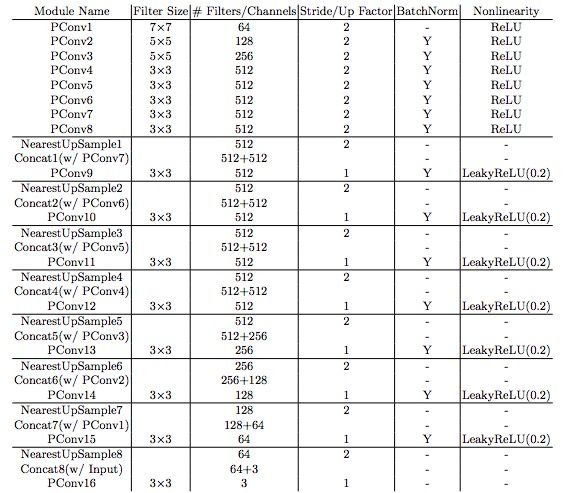 Module Name Filter Size # Filters/Channels Stride/Up Factor BatchNorm Nonlinearity
PConv1 7×7 64 2 - ReLU
PConv2 5×5 128 2 Y ReLU
PConv3 5×5 256 2 Y ReLU
PConv4 3×3 512 2 Y ReLU
PConv5 3×3 512 2 Y ReLU
PConv6 3×3 512 2 Y ReLU
PConv7 3×3 512 2 Y ReLU
PConv8 3×3 512 2 Y ReLU
NearestUpSample1 512 2 - -
Concat1(w/ PConv7) 512+512 - -
PConv9 3×3 512 1 Y LeakyReLU(0.2)
NearestUpSample2 512 2 - -
Concat2(w/ PConv6) 512+512 - -
PConv10 3×3 512 1 Y LeakyReLU(0.2)
NearestUpSample3 512 2 - -
Concat3(w/ PConv5) 512+512 - -
PConv11 3×3 512 1 Y LeakyReLU(0.2)
NearestUpSample4 512 2 - -
Concat4(w/ PConv4) 512+512 - -
PConv12 3×3 512 1 Y LeakyReLU(0.2)
NearestUpSample5 512 2 - -
Concat5(w/ PConv3) 512+256 - -
PConv13 3×3 256 1 Y LeakyReLU(0.2)
NearestUpSample6 256 2 - -
Concat6(w/ PConv2) 256+128 - -
PConv14 3×3 128 1 Y LeakyReLU(0.2)
NearestUpSample7 128 2 - -
Concat7(w/ PConv1) 128+64 - -
PConv15 3×3 64 1 Y LeakyReLU(0.2)
NearestUpSample8 64 2 - -
Concat8(w/ Input) 64+3 - -
PConv16 3×3 3 1 - -